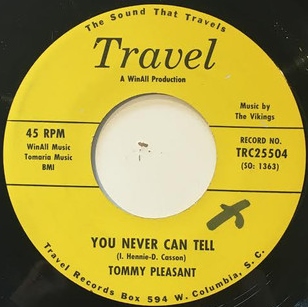 The Sound That Travels
Travel
A WinAll Production
Music by
The Vikings
45 RPM
WinAll Music
Tomaria Music
BMI
RECORD NO.
TRC25504
(SO: 1363)
YOU NEVER CAN TELL
(I. Hennie-D. Casson)
TOMMY PLEASANT
Travel Records Box 594 W. Columbia, S. C.